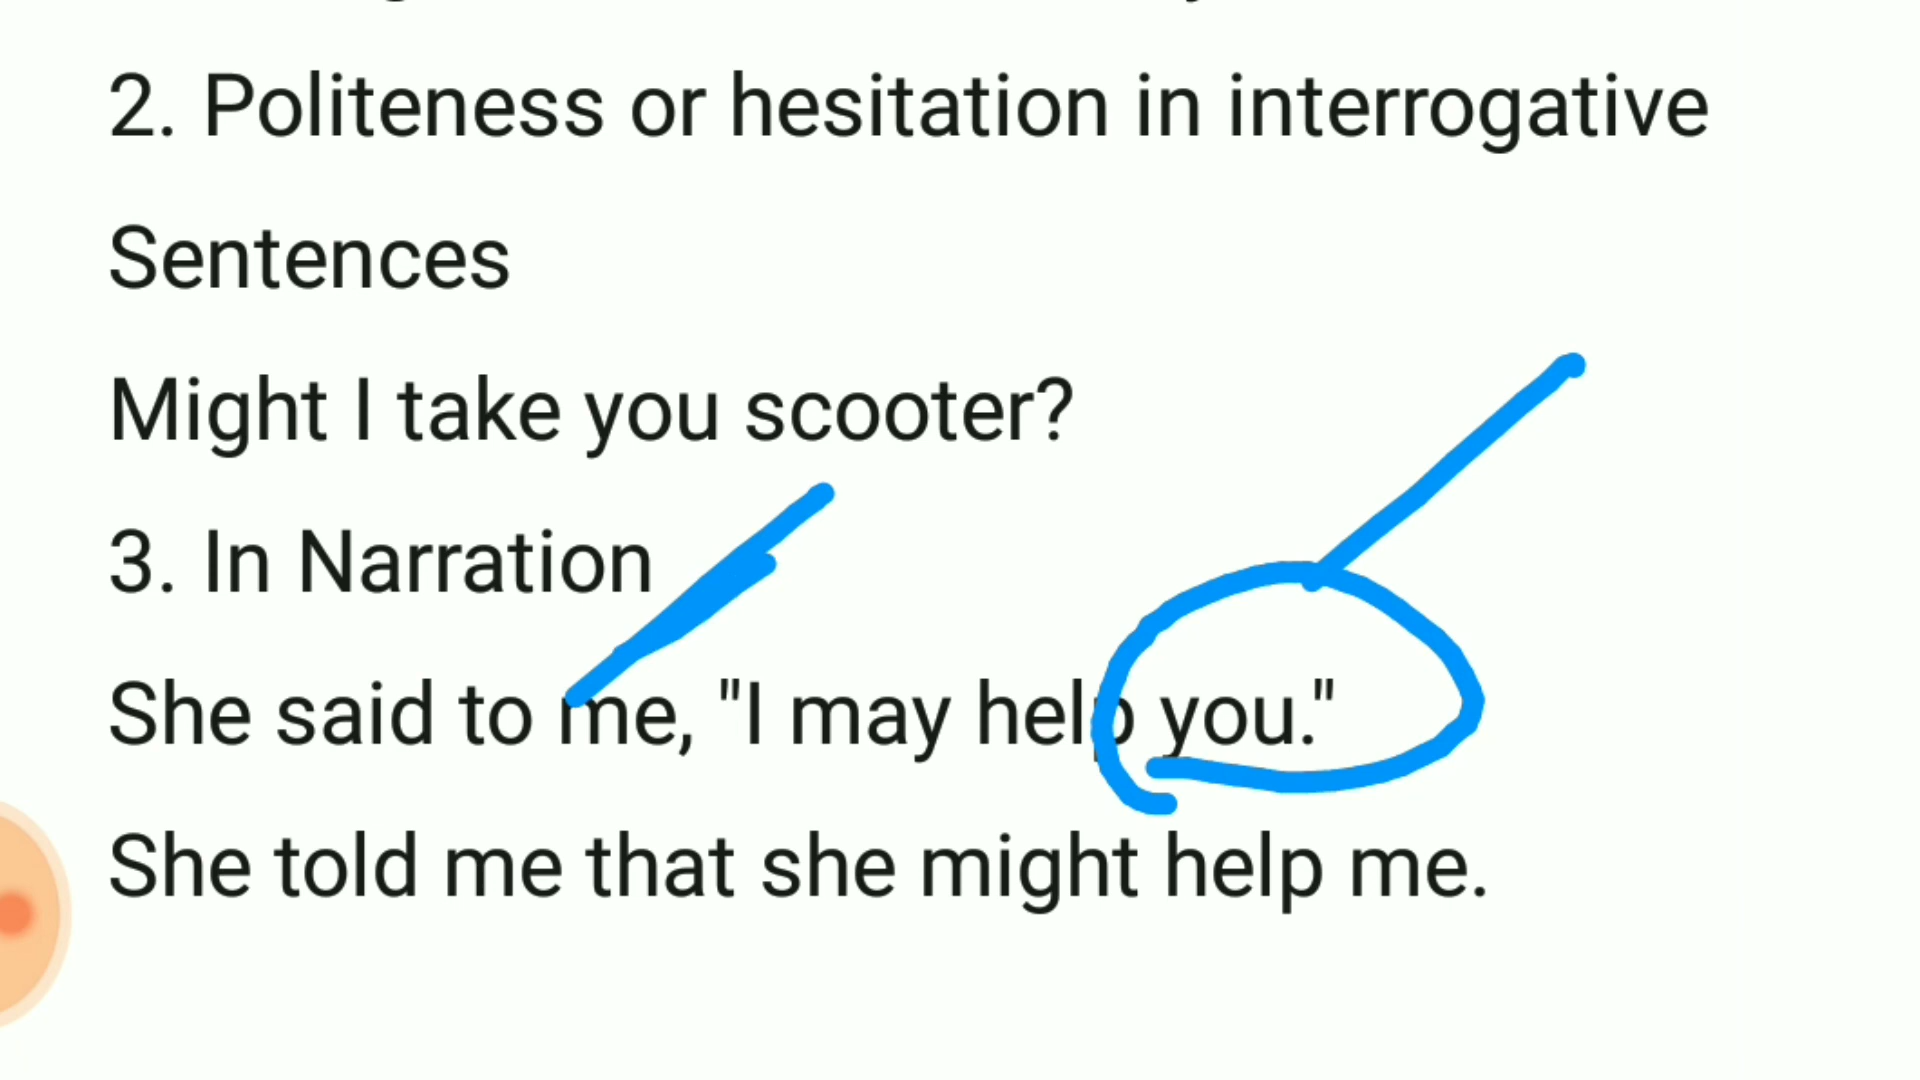 2. Politeness or hesitation in interrogative
Sentences
Might I take you scooter?
3. In Narration
She said to me, "I may help you."
She told me that she might help me.